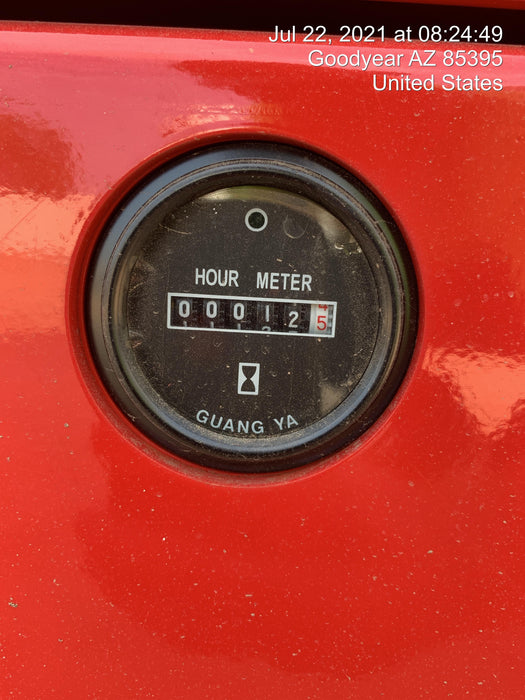 Jul 22, 2021 at 08:24:49
Goodyear AZ 85395
United States
HOUR METER
000125
GUANG YA